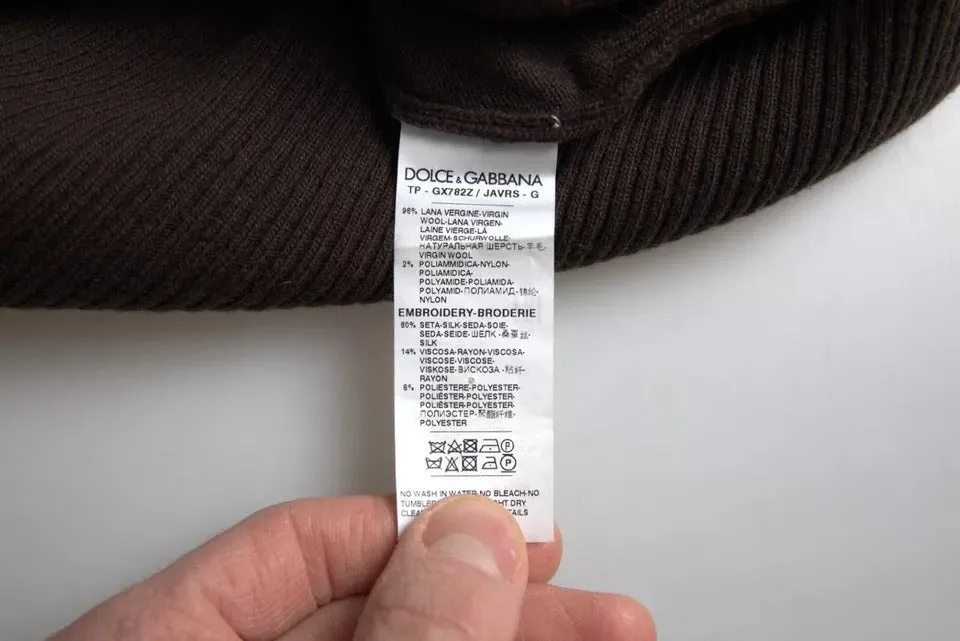 DOLCE & GABBANA
TP - GX782Z / JAVRS - G
96% LANA VERGINE-VIRGIN
WOOL-LANA VIRGEN-
LAINE VIERGE-LÃ
VIRGEM-SCHURWOLLE-
НАТУРАЛЬНАЯ ШЕРСТЬ-羊毛-
VIRGIN WOOL
2% POLIAMMIDICA-NYLON-
POLIAMIDICA-
POLYAMIDE-POLIAMIDA-
POLYAMID-ПОЛИАМИД-锦纶-
NYLON
EMBROIDERY-BRODERIE
80% SETA-SILK-SEDA-SOIE-
SEDA-SEIDE-ШЕЛК-桑蚕丝-
SILK
14% VISCOSA-RAYON-VISCOSA-
VISCOSE-VISCOSE-
VISKOSE-ВИСКОЗА-粘纤-
RAYON
6% POLIESTERE-POLYESTER-
POLIÉSTER-POLYESTER-
POLIÉSTER-POLYESTER-
ПОЛИЭСТЕР-聚酯纤维-
POLYESTER
P
P
NO WASH IN WATER-NO BLEACH-NO
TUMBLE DRY